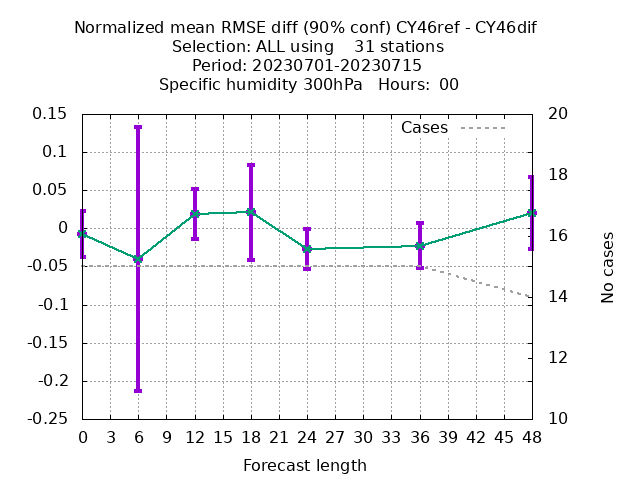 Normalized mean RMSE diff (90% conf) CY46ref - CY46dif
Selection: ALL using    31 stations
Period: 20230701-20230715
Specific humidity 300hPa   Hours:  00
Cases
0.15
0.1
0.05
0
-0.05
-0.1
-0.15
-0.2
-0.25
20
18
16
14
12
10
No cases
0 3 6 9 12 15 18 21 24 27 30 33 36 39 42 45 48
Forecast length